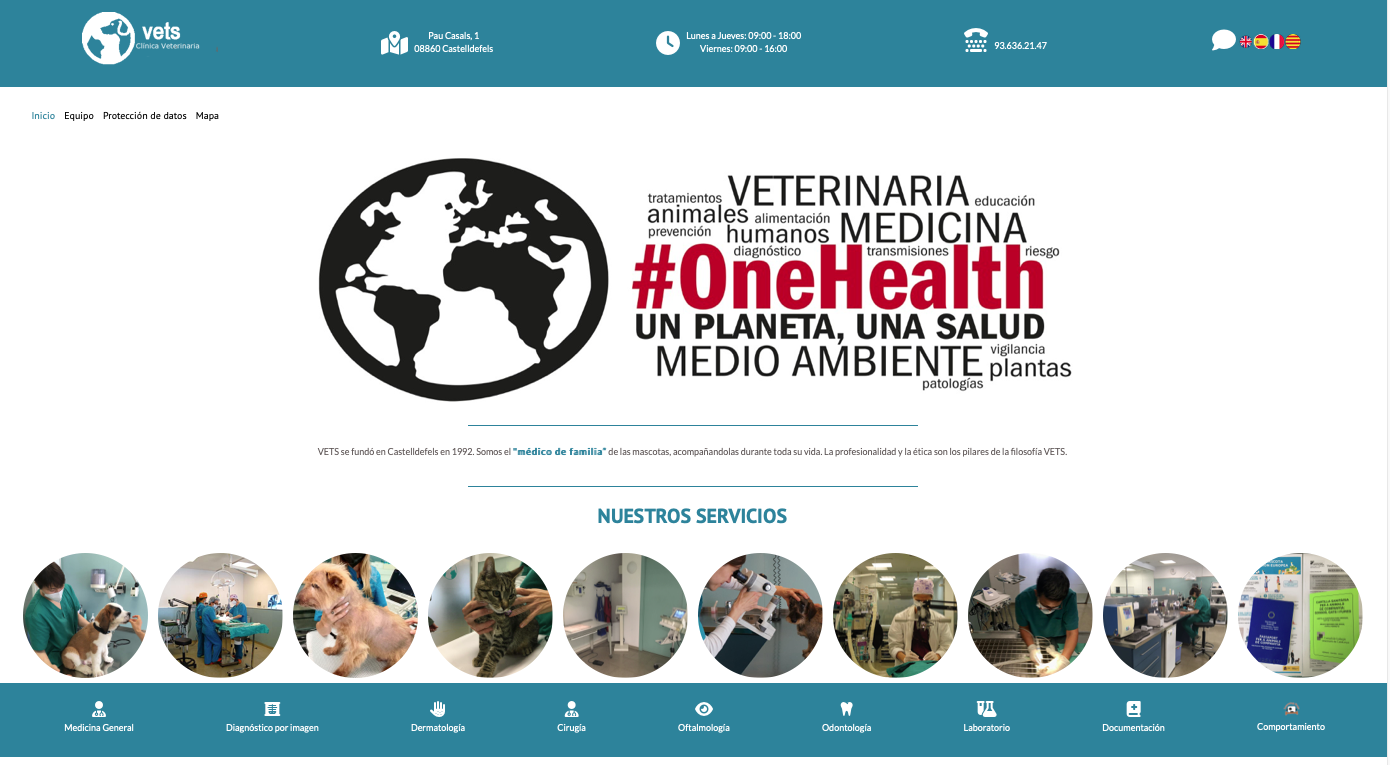 vets
Clínica Veterinaria
Pau Casals, 1
08860 Castelldefels
Lunes a Jueves: 09:00 - 18:00
Viernes: 09:00 - 16:00
93.636.21.47
Inicio Equipo Protección de datos Mapa
tratamientos VETERINARIA educación
animales alimentación MEDICINA
prevención humanos
diagnóstico transmisiones riesgo
#OneHealth
UN PLANETA, UNA SALUD
MEDIO AMBIENTE vigilancia
plantas
patologías
VETS se fundó en Castelldefels en 1992. Somos el "médico de familia" de las mascotas, acompañandolas durante toda su vida. La profesionalidad y la ética son los pilares de la filosofía VETS.
NUESTROS SERVICIOS
Medicina General
Diagnóstico por imagen
Dermatología
Cirugía
Oftalmología
Odontología
Laboratorio
Documentación
Comportamiento